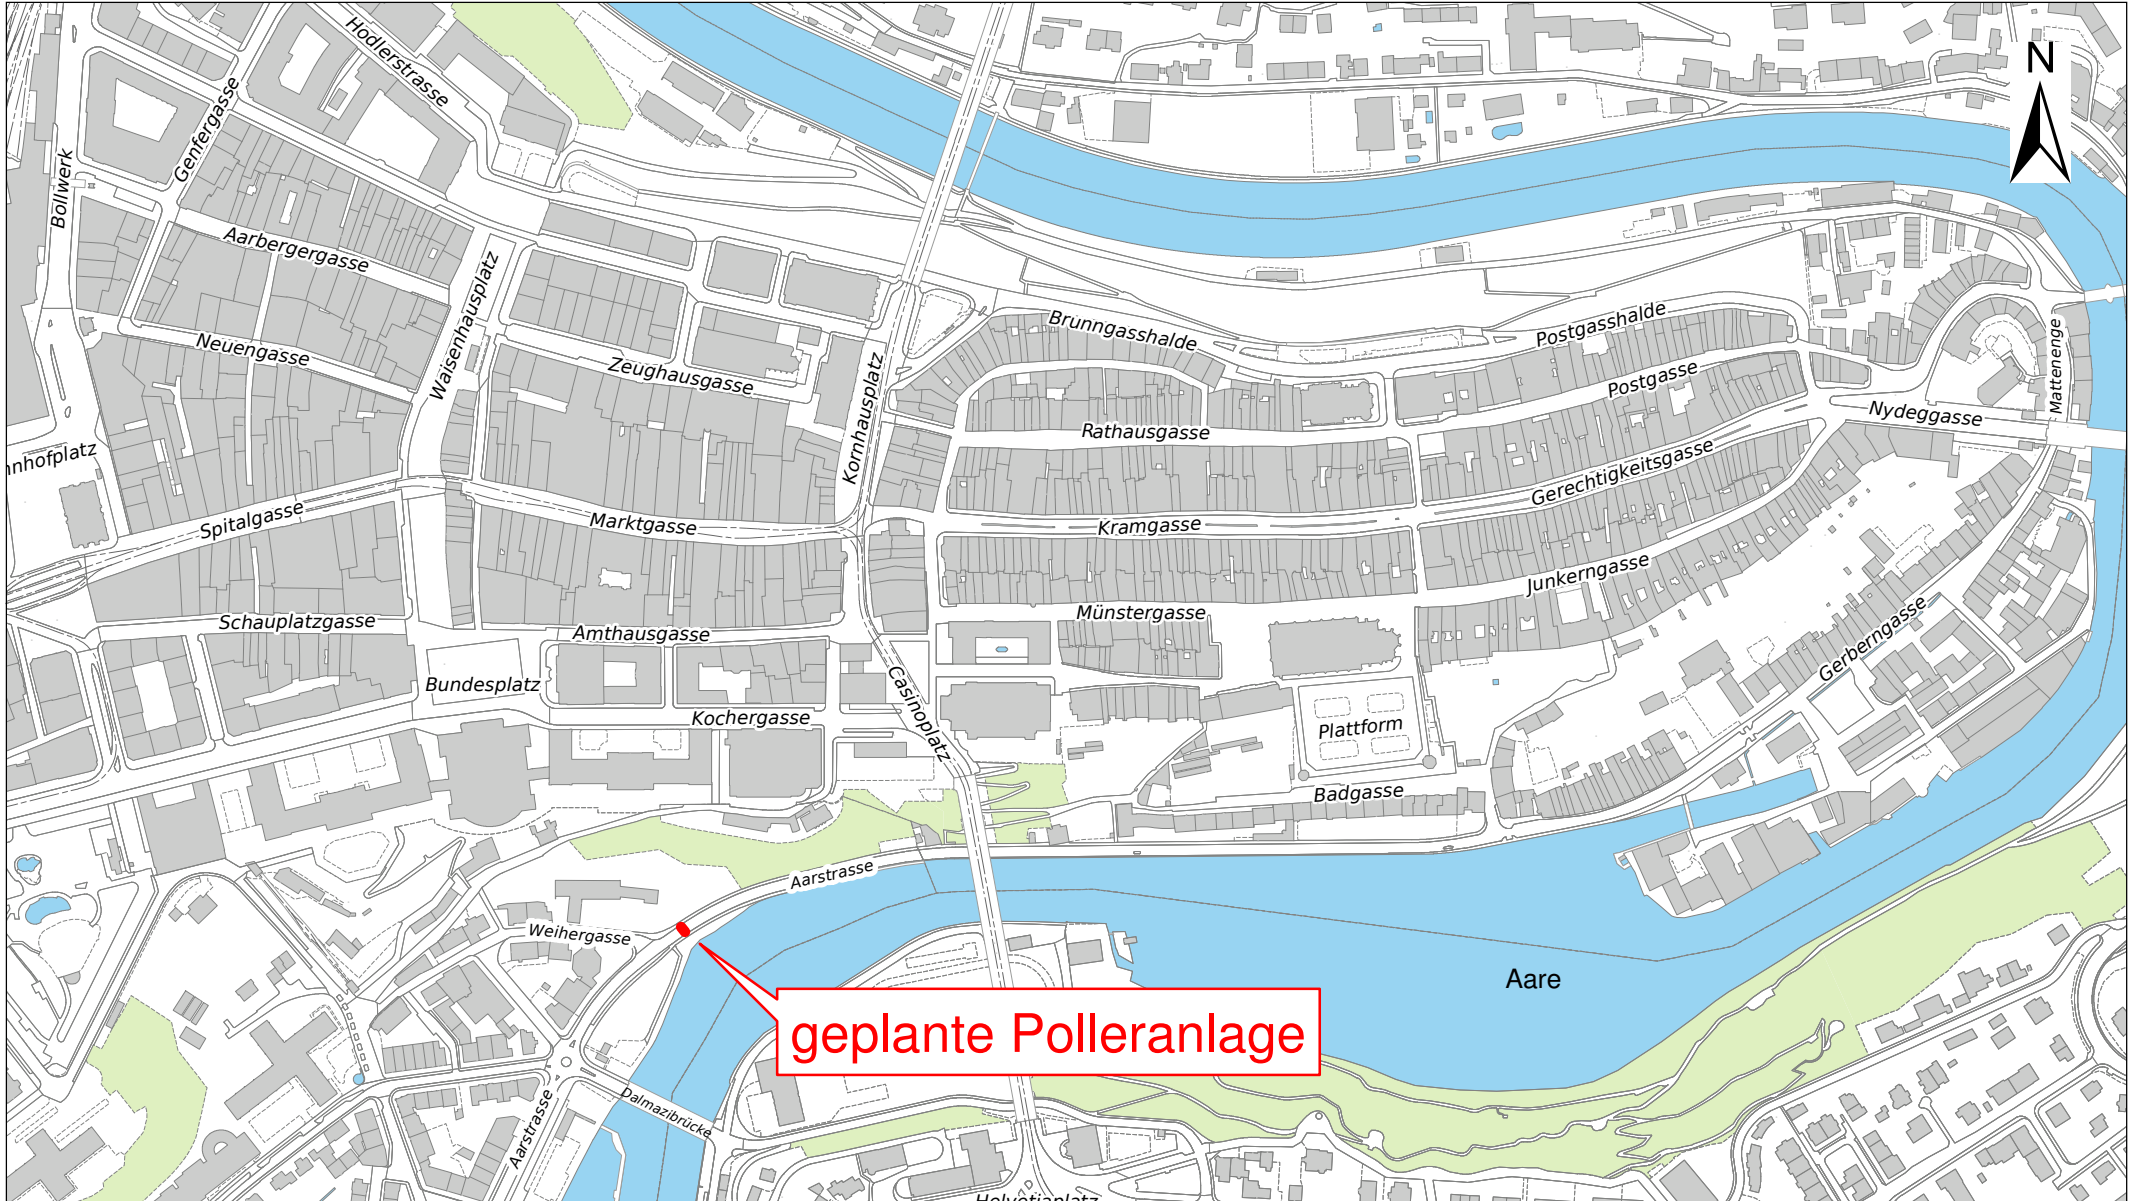 Hodlerstrasse
N
Genfergasse
Bollwerk
Aarbergergasse
Waisenhausplatz
Neuengasse
Zeughausgasse
Kornhausplatz
Brunngasshalde
Postgasshalde
Postgasse
Mattenenge
Nydeggasse
Rathausgasse
nnhofplatz
Spitalgasse
Marktgasse
Kramgasse
Gerechtigkeitsgasse
Junkerngasse
Schauplatzgasse
Amthausgasse
Münstergasse
Gerberngasse
Bundesplatz
Kochergasse
Casinoplatz
Plattform
Badgasse
Aarstrasse
Weihergasse
Aare
geplante Polleranlage
Dalmazibrücke
Aarstrasse
Helvetiaplatz